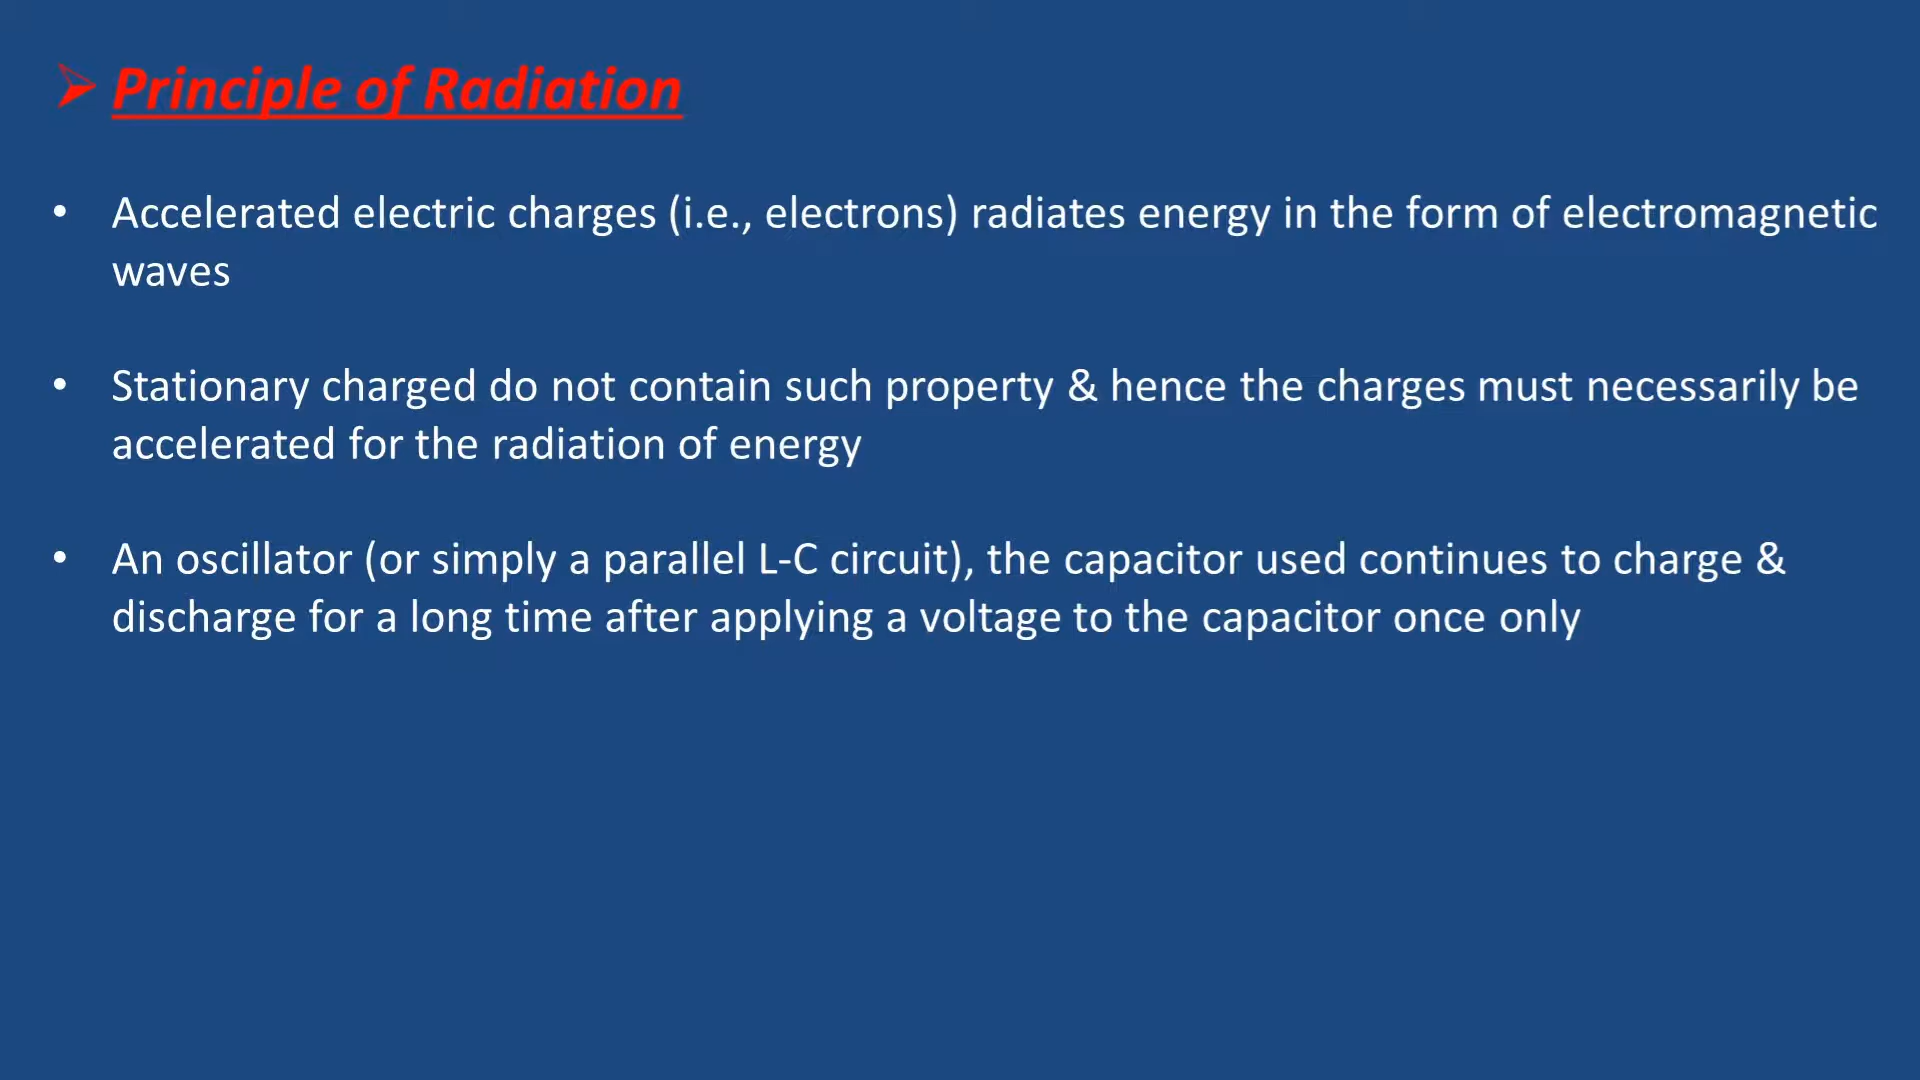 ➢ Principle of Radiation
• Accelerated electric charges (i.e., electrons) radiates energy in the form of electromagnetic
waves
• Stationary charged do not contain such property & hence the charges must necessarily be
accelerated for the radiation of energy
• An oscillator (or simply a parallel L-C circuit), the capacitor used continues to charge &
discharge for a long time after applying a voltage to the capacitor once only